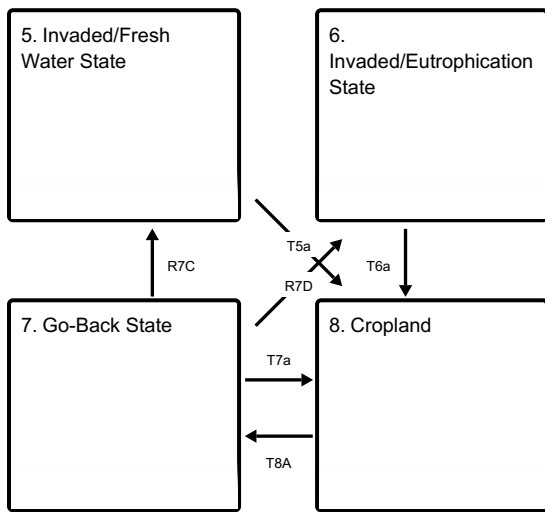 5. Invaded/Fresh
Water State
6.
Invaded/Eutrophication
State
T5a
R7C
R7D
T6a
7. Go-Back State
8. Cropland
T7a
T8A